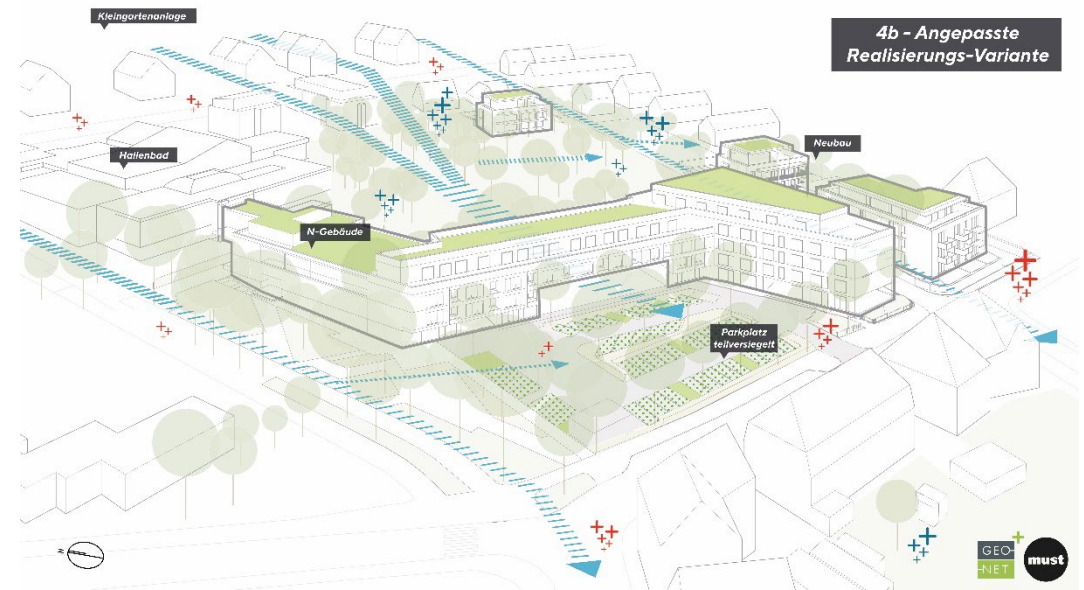 Kleingartenanlage
4b - Angepasste
Realisierungs-Variante
Hallenbad
Neubau
N-Gebäude
Parkplatz
teilversiegelt
N
GEO-
-NET
must